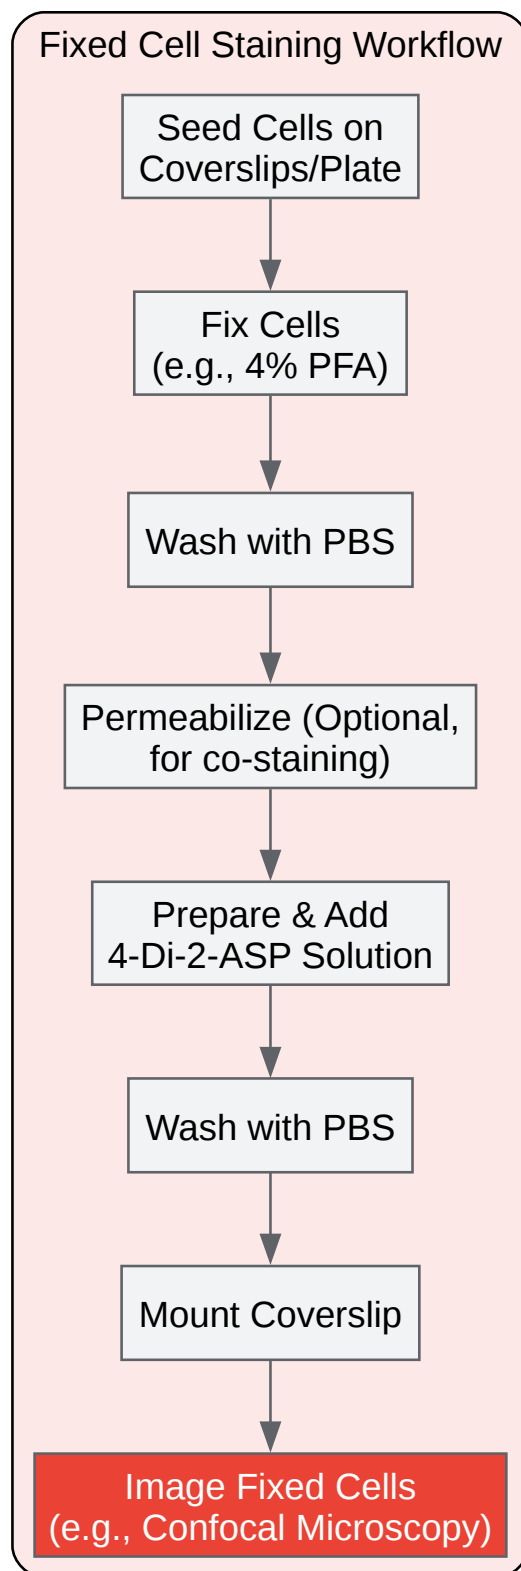 Fixed Cell Staining Workflow
Seed Cells on
Coverslips/Plate
Fix Cells
(e.g., 4% PFA)
Wash with PBS
Permeabilize (Optional,
for co-staining)
Prepare & Add
4-Di-2-ASP Solution
Wash with PBS
Mount Coverslip
Image Fixed Cells
(e.g., Confocal Microscopy)